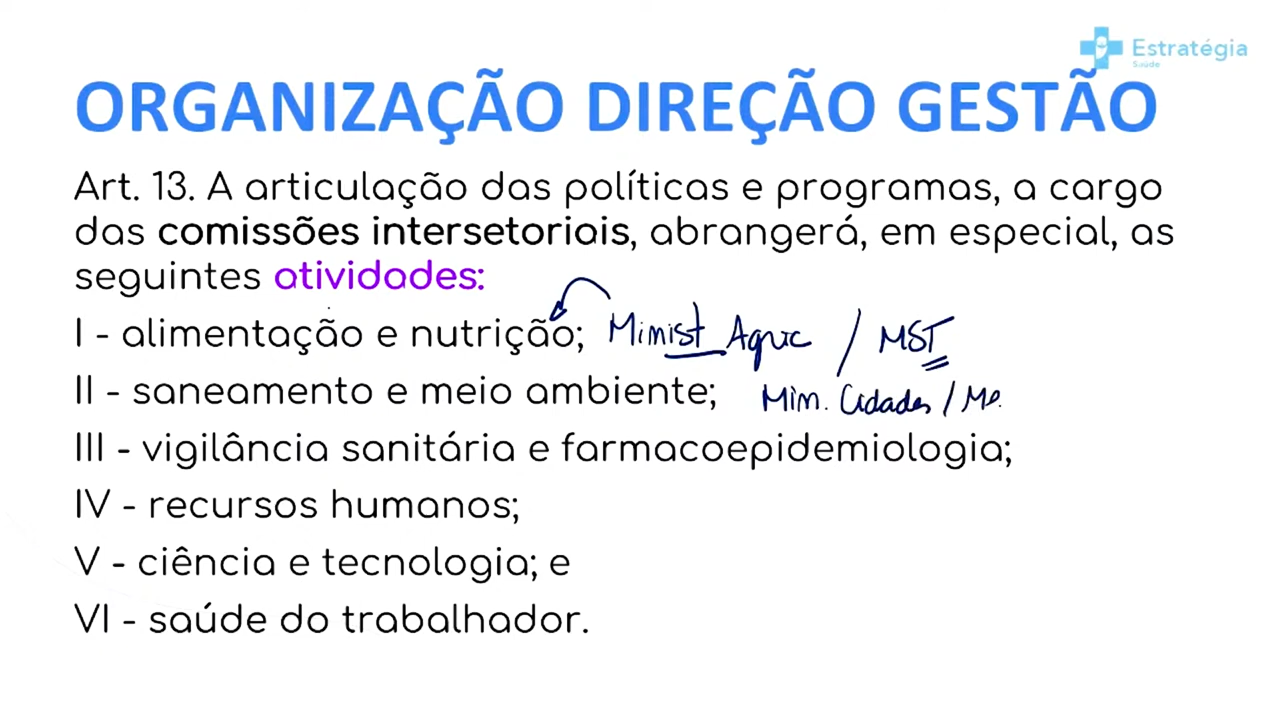 Estratégia
Saúde
ORGANIZAÇÃO DIREÇÃO GESTÃO
Art. 13. A articulação das políticas e programas, a cargo
das comissões intersetoriais, abrangerá, em especial, as
seguintes atividades:
I - alimentação e nutrição; Minist Agric / MST
II - saneamento e meio ambiente; Min. Cidades /
III - vigilância sanitária e farmacoepidemiologia;
IV - recursos humanos;
V - ciência e tecnologia; e
VI - saúde do trabalhador.